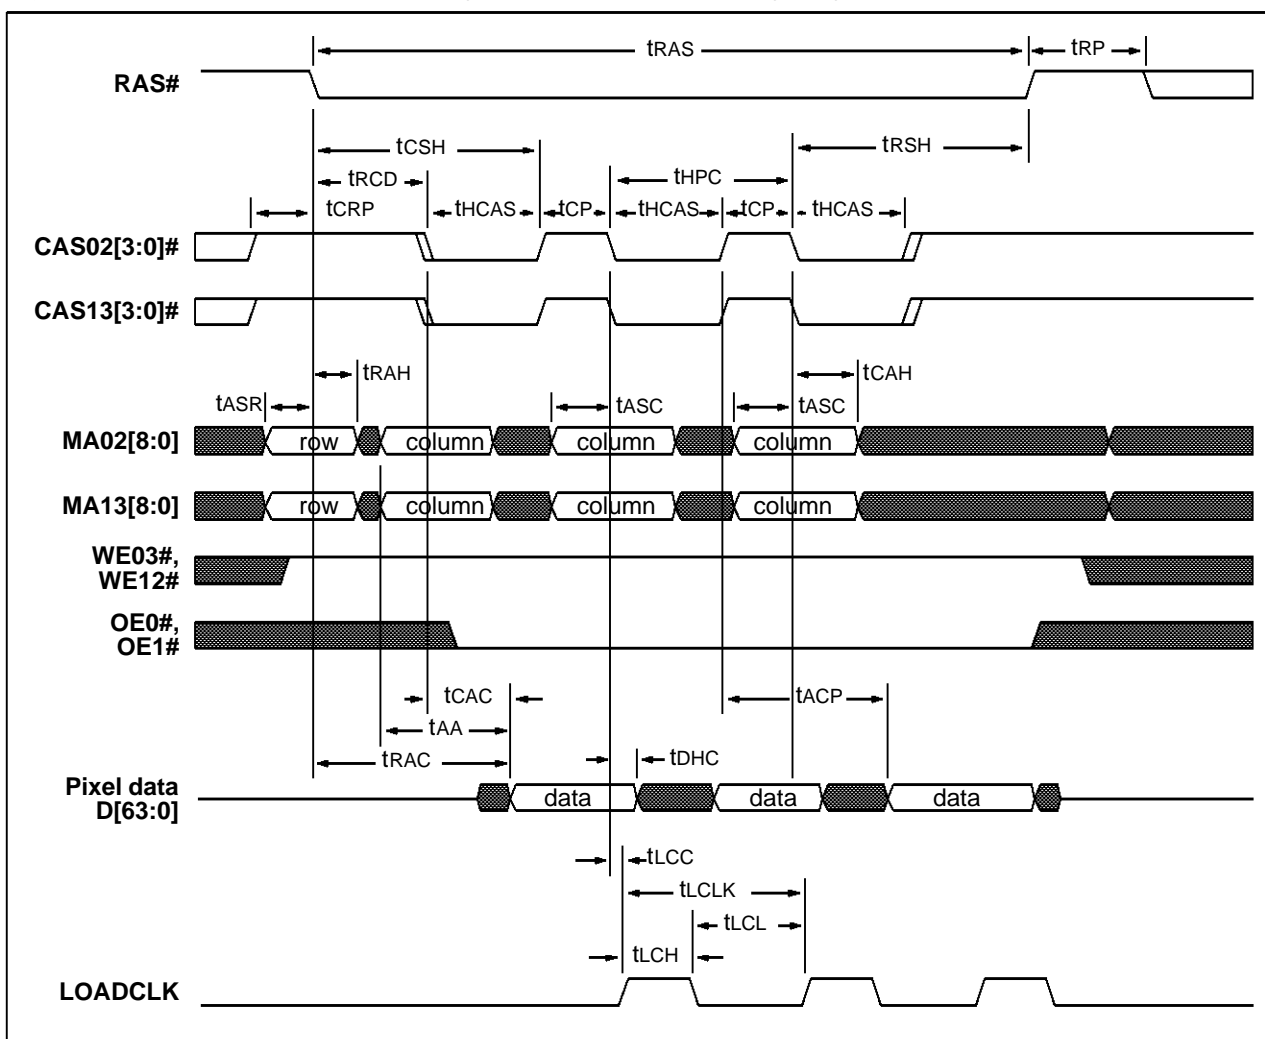 tRAS tRP
RAS#
tCSH tRSH
tRCD tHPC
tCRP tHCAS tCP tHCAS tCP tHCAS
CAS02[3:0]#
CAS13[3:0]#
tRAH tCAH
tASR tASC tASC
MA02[8:0] row column column column
MA13[8:0] row column column column
WE03#,
WE12#
OE0#,
OE1#
tCAC tACP
tAA
tRAC tDHC
Pixel data
D[63:0] data data data
tLCC
tLCLK
tLCL
tLCH
LOADCLK